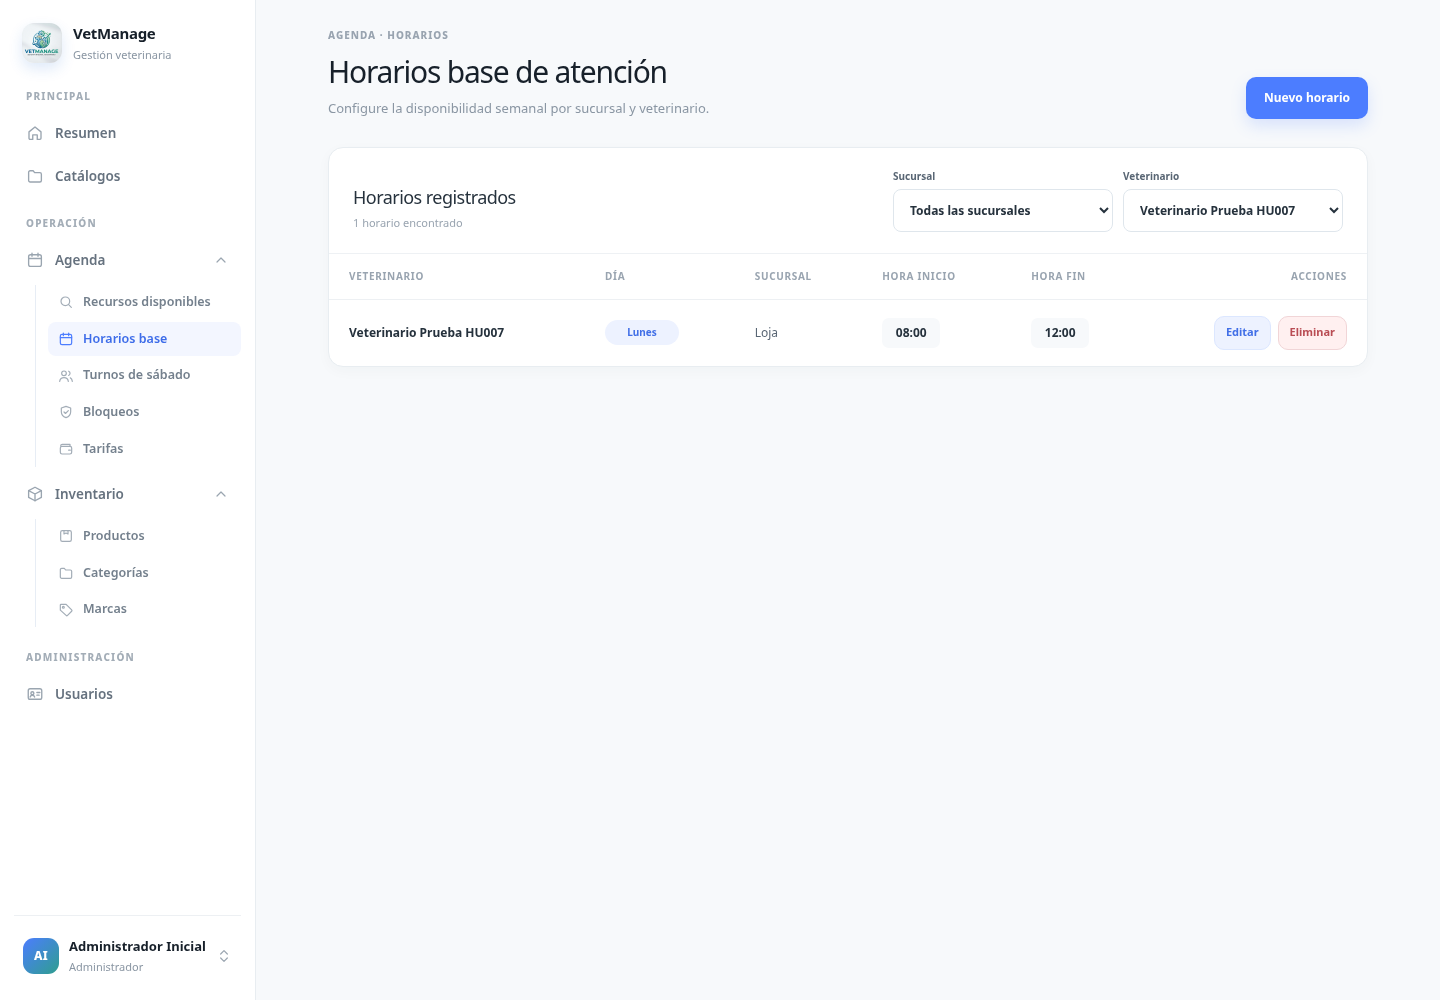 VETMANAGE
VetManage
Gestión veterinaria
PRINCIPAL
Resumen
Catálogos
OPERACIÓN
Agenda
Recursos disponibles
Horarios base
Turnos de sábado
Bloqueos
Tarifas
Inventario
Productos
Categorías
Marcas
ADMINISTRACIÓN
Usuarios
AI
Administrador Inicial
Administrador
AGENDA · HORARIOS
Horarios base de atención
Configure la disponibilidad semanal por sucursal y veterinario.
Nuevo horario
Horarios registrados
1 horario encontrado
Sucursal
Todas las sucursales
Veterinario
Veterinario Prueba HU007
VETERINARIO DÍA SUCURSAL HORA INICIO HORA FIN ACCIONES
Veterinario Prueba HU007 Lunes Loja 08:00 12:00 Editar Eliminar